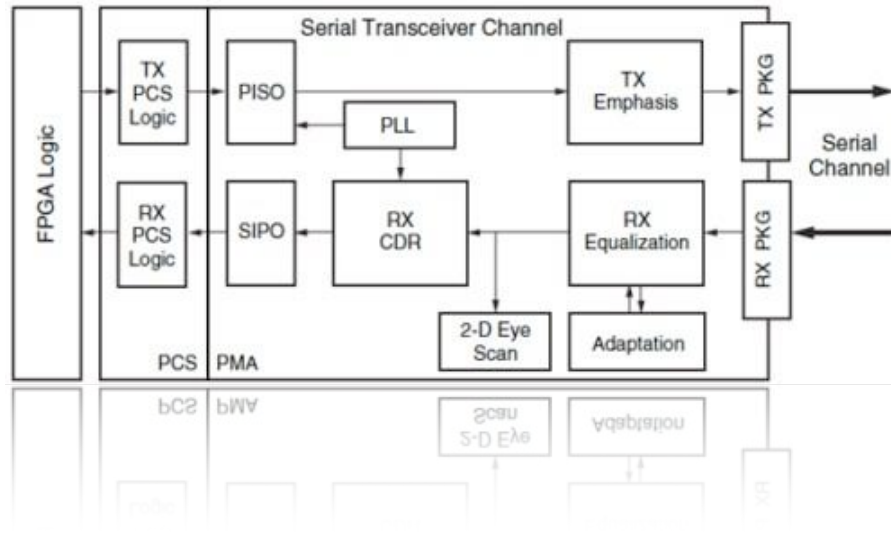 Serial Transceiver Channel
FPGA Logic
TX
PCS
Logic
PISO
PLL
TX
Emphasis
TX PKG
Serial
Channel
RX
PCS
Logic
SIPO
RX
CDR
RX
Equalization
RX PKG
2-D Eye
Scan
Adaptation
PCS
PMA